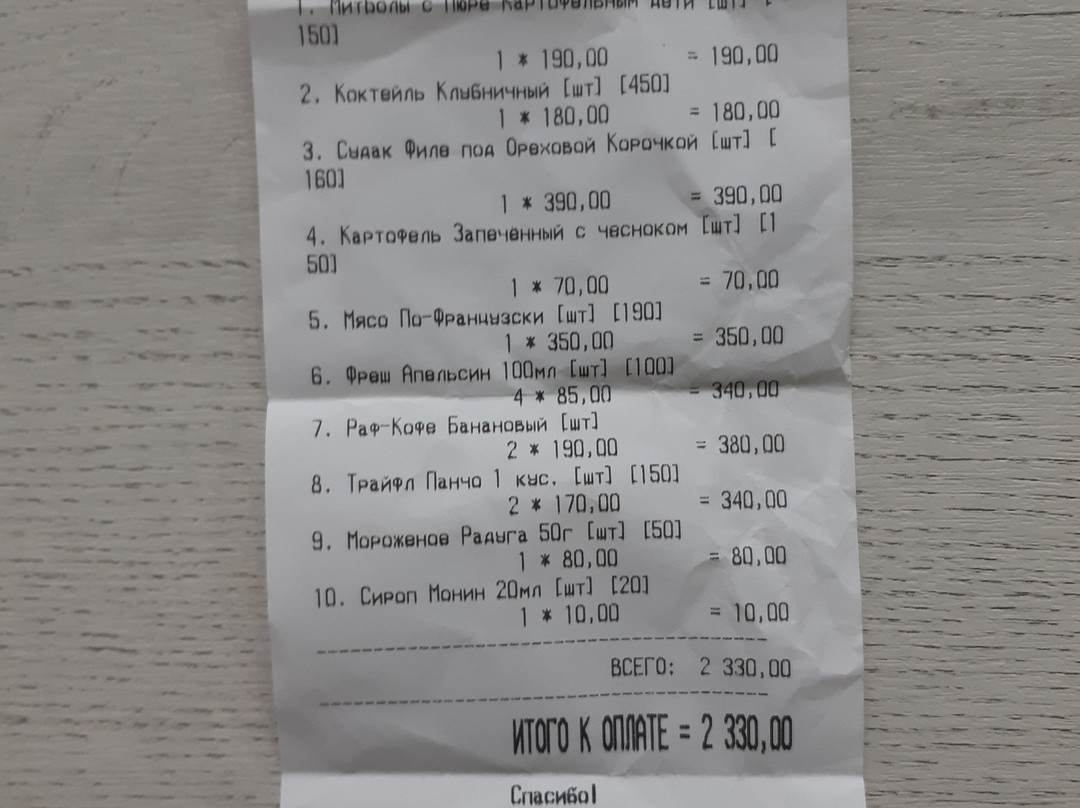 1. Митболы с Пюре Картофельным дети [шт] [
150]
1 * 190,00 = 190,00
2. Коктейль Клубничный [шт] [450]
1 * 180,00 = 180,00
3. Судак Филе под Ореховой Корочкой [шт] [
160]
1 * 390,00 = 390,00
4. Картофель Запечённый с чесноком [шт] [1
50]
1 * 70,00 = 70,00
5. Мясо По-Французски [шт] [190]
1 * 350,00 = 350,00
6. Фреш Апельсин 100мл [шт] [100]
4 * 85,00 = 340,00
7. Раф-Кофе Банановый [шт]
2 * 190,00 = 380,00
8. Трайфл Панчо 1 кус. [шт] [150]
2 * 170,00 = 340,00
9. Мороженое Радуга 50г [шт] [50]
1 * 80,00 = 80,00
10. Сироп Монин 20мл [шт] [20]
1 * 10,00 = 10,00
ВСЕГО: 2 330,00
ИТОГО К ОПЛАТЕ = 2 330,00
Спасибо!